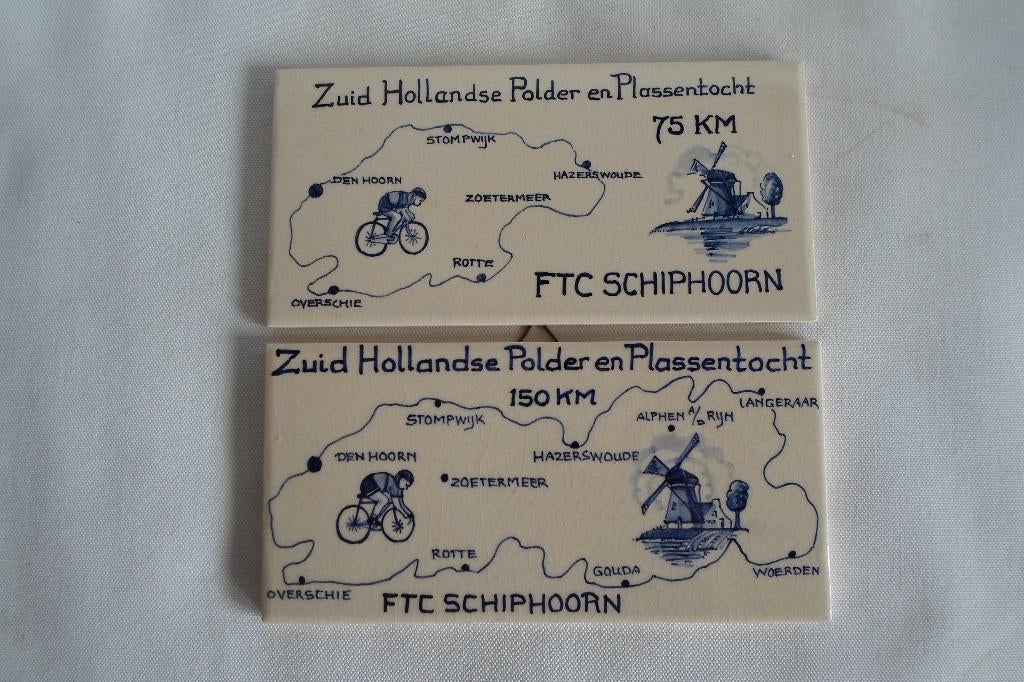 Zuid Hollandse Polder en Plassentocht
75 KM
STOMPWIJK
HAZERSWOUDE
DEN HOORN
ZOETERMEER
ROTTE
FTC SCHIPHOORN
OVERSCHIE
Zuid Hollandse Polder en Plassentocht
150 KM
LANGERAAR
STOMPWIJK
ALPHEN A/D RIJN
DEN HOORN
HAZERSWOUDE
ZOETERMEER
ROTTE
GOUDA
WOERDEN
OVERSCHIE
FTC SCHIPHOORN